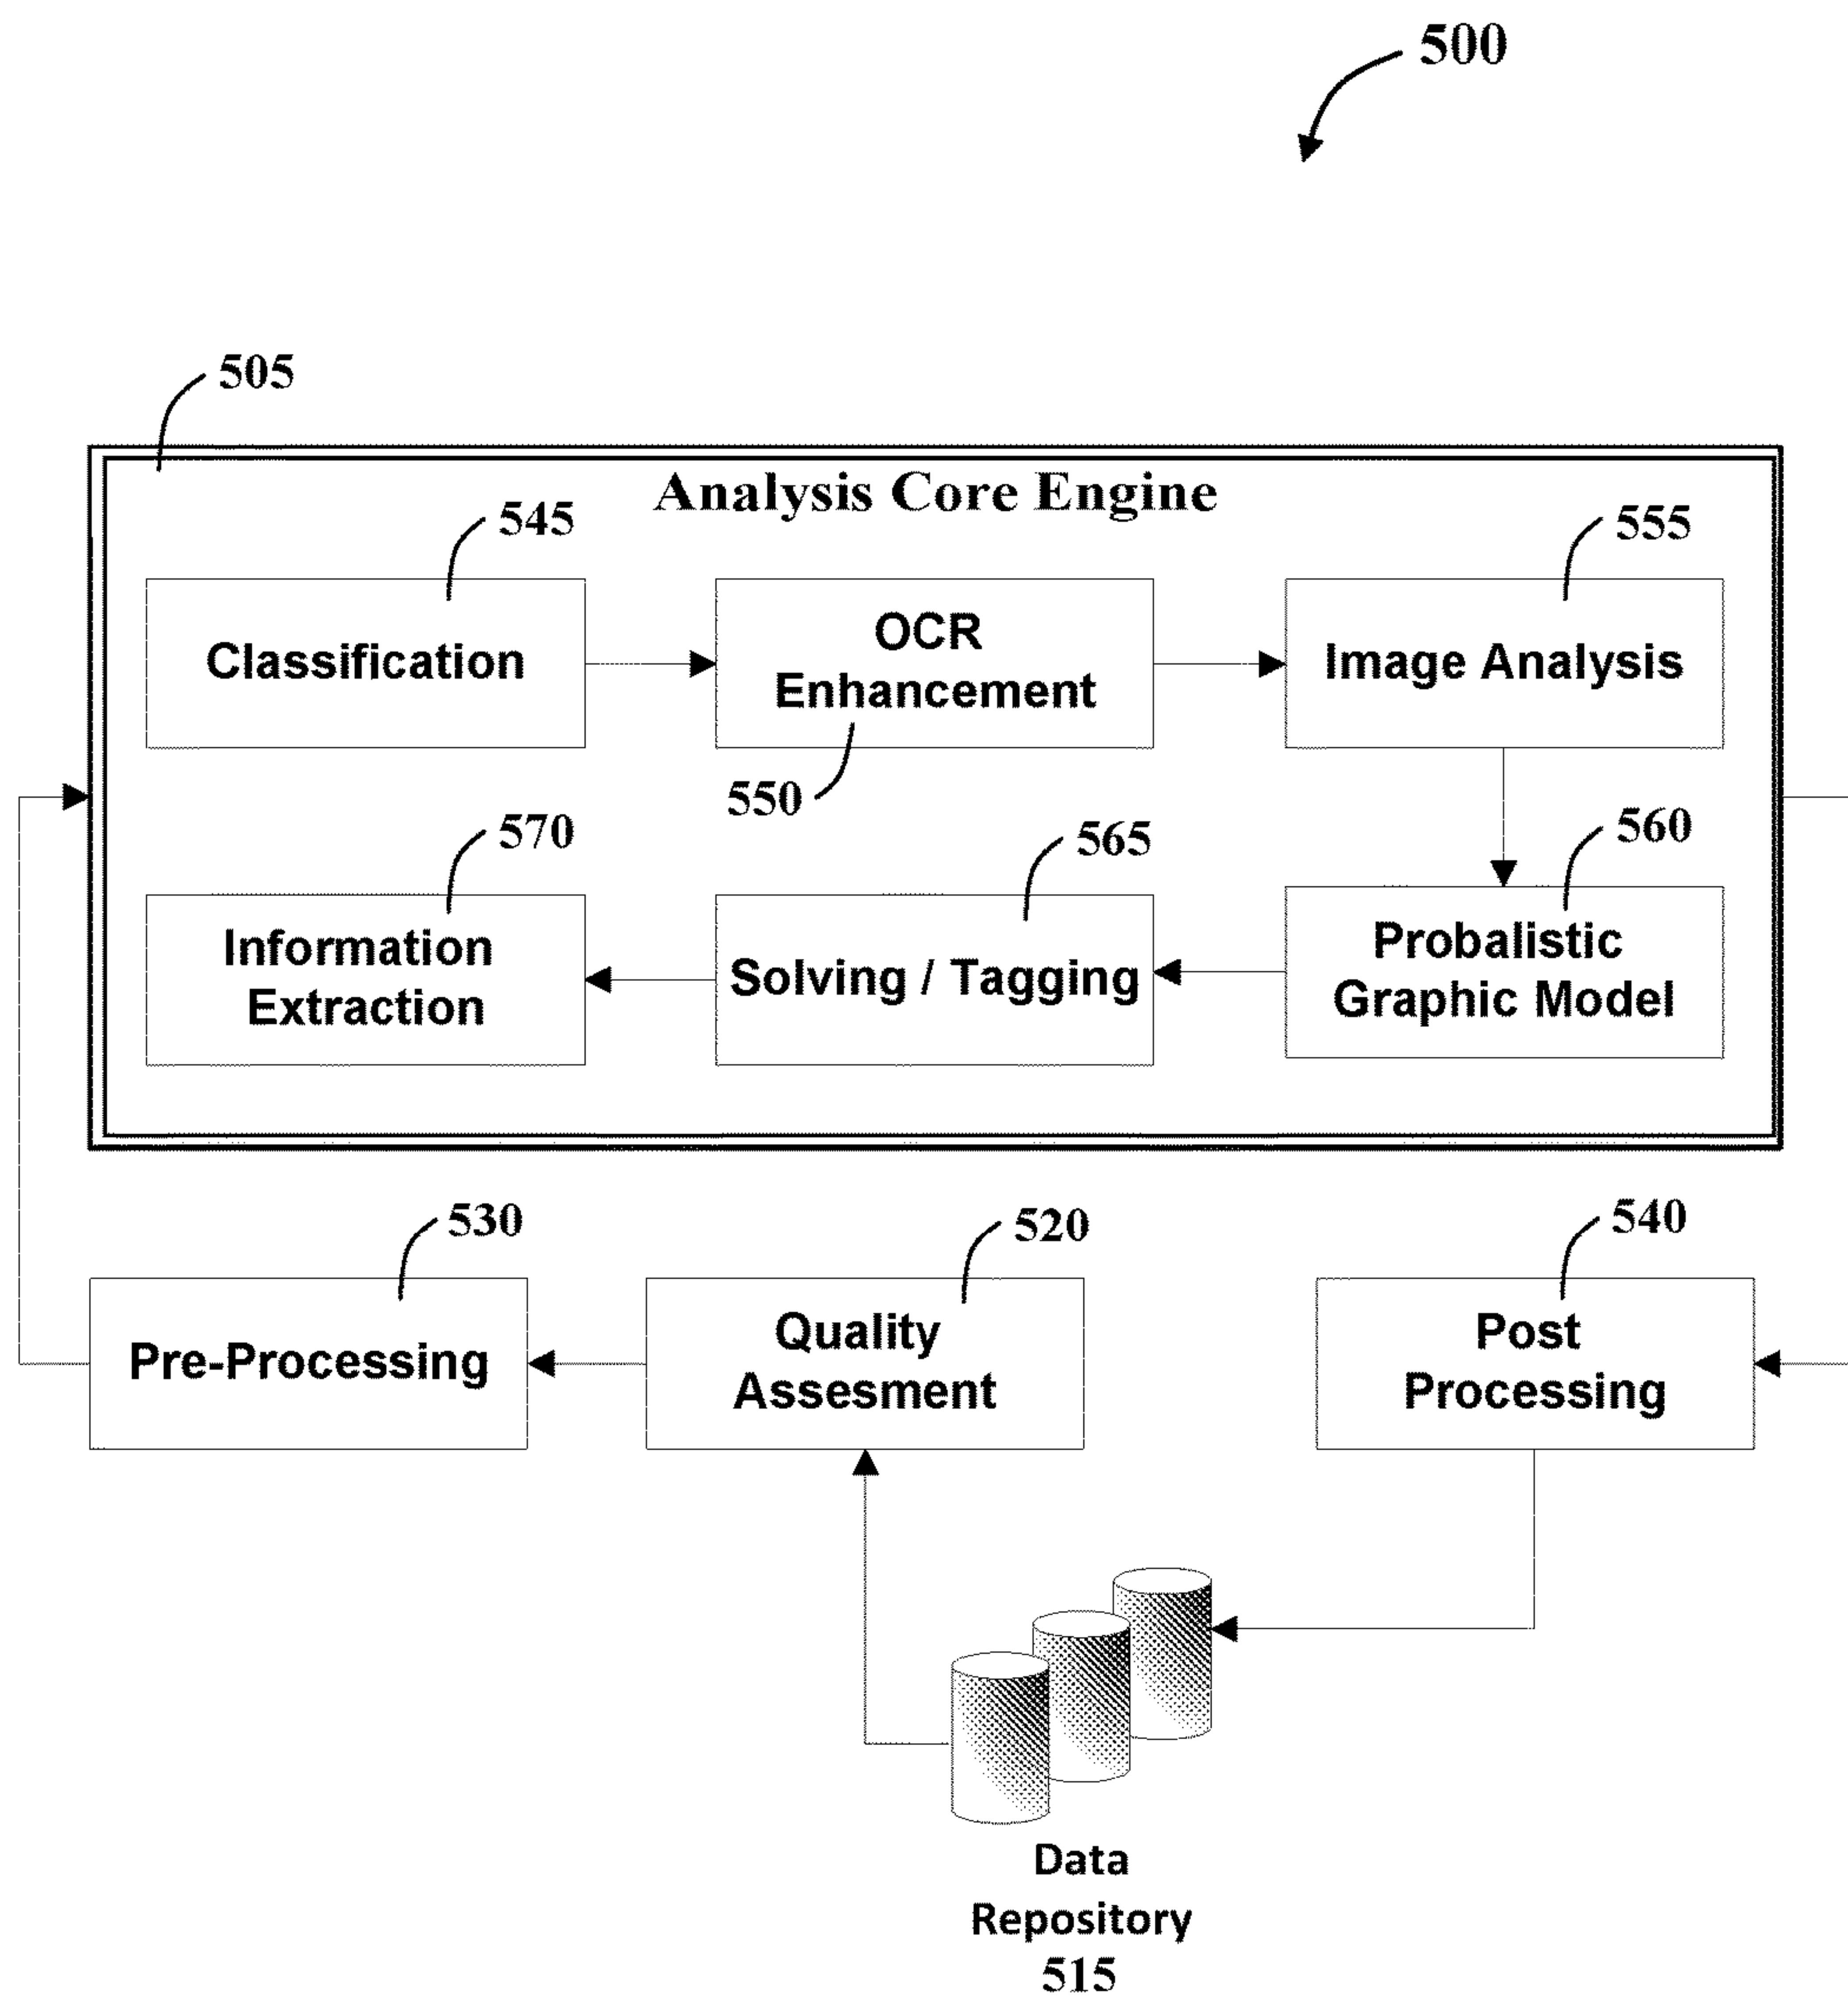 500
505
Analysis Core Engine
545
555
Classification
OCR
Enhancement
Image Analysis
550
570
565
560
Information
Extraction
Solving / Tagging
Probalistic
Graphic Model
530
520
540
Pre-Processing
Quality
Assesment
Post
Processing
Data
Repository
515